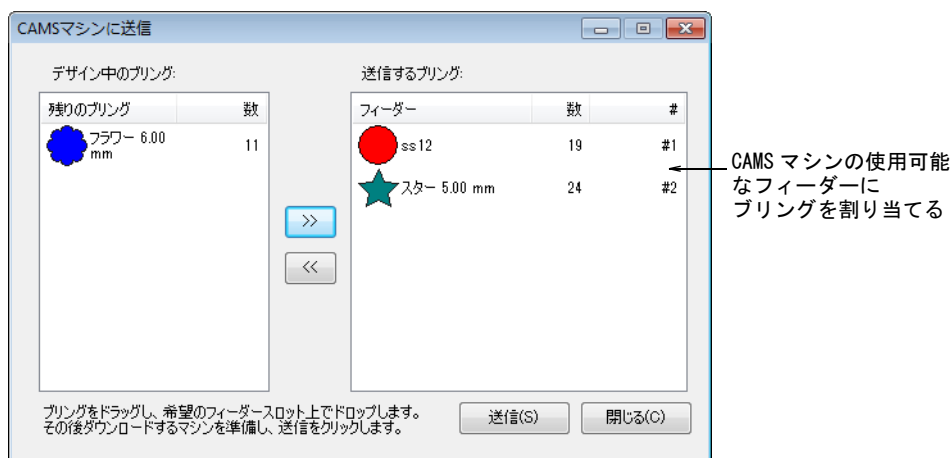 CAMSマシンに送信
デザイン中のブリング:
送信するブリング:
残りのブリング 数
フラワー 6.00
mm 11
フィーダー 数 #
ss12 19 #1
スター 5.00 mm 24 #2
>>
<<
CAMS マシンの使用可能
なフィーダーに
ブリングを割り当てる
ブリングをドラッグし、希望のフィーダースロット上でドロップします。
その後ダウンロードするマシンを準備し、送信をクリックします。
送信(S)
閉じる(C)